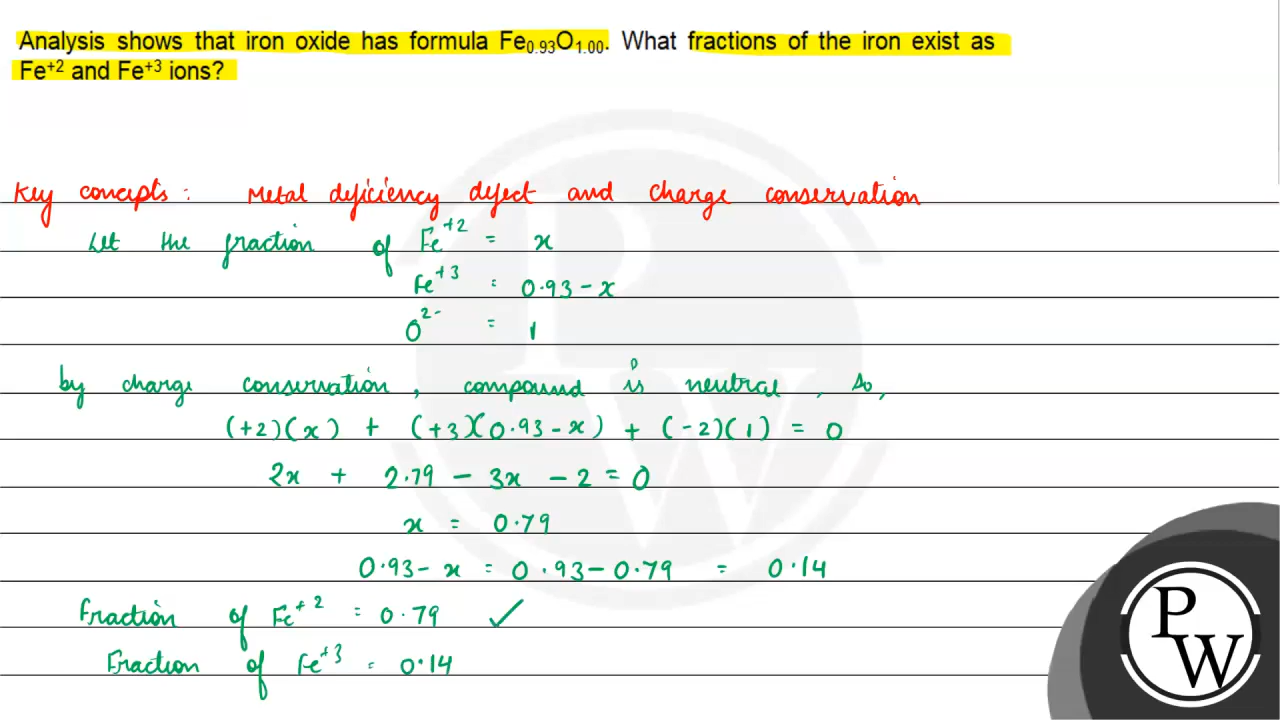 Analysis shows that iron oxide has formula Fe₀.₉₃O₁.₀₀. What fractions of the iron exist as
Fe⁺² and Fe⁺³ ions?
Key concepts : Metal deficiency defect and charge conservation
Let the fraction of Fe⁺² = x
Fe⁺³ = 0.93 - x
O²⁻ = 1
by charge conservation, compound is neutral, so,
(+2)(x) + (+3)(0.93 - x) + (-2)(1) = 0
2x + 2.79 - 3x - 2 = 0
x = 0.79
0.93 - x = 0.93 - 0.79 = 0.14
Fraction of Fe⁺² = 0.79 ✓
Fraction of Fe⁺³ = 0.14
P
W
P
W